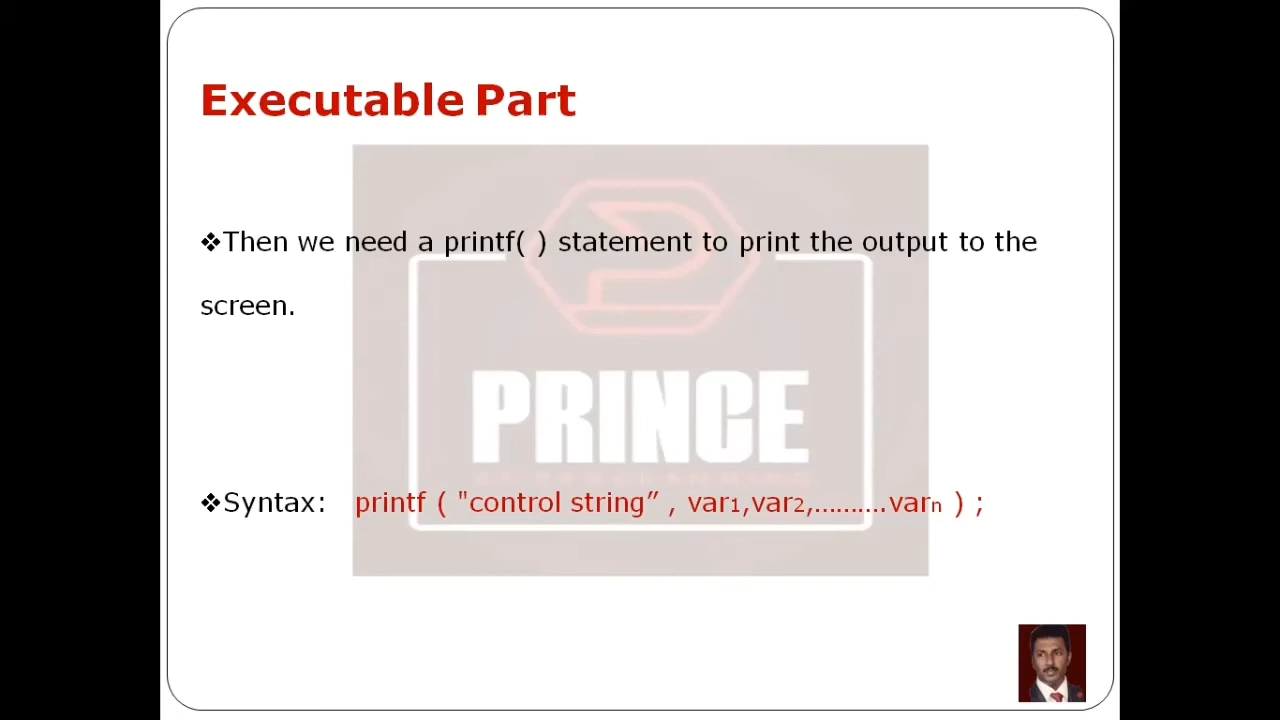 Executable Part
❖Then we need a printf( ) statement to print the output to the
screen.
PRINCE
❖Syntax: printf ( "control string” , var1,var2,……….varn ) ;